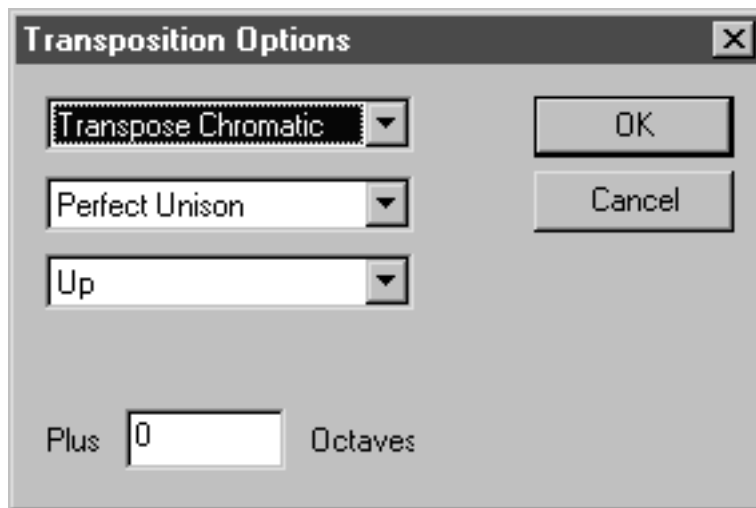 Transposition Options
Transpose Chromatic
OK
Perfect Unison
Cancel
Up
Plus 0 Octaves